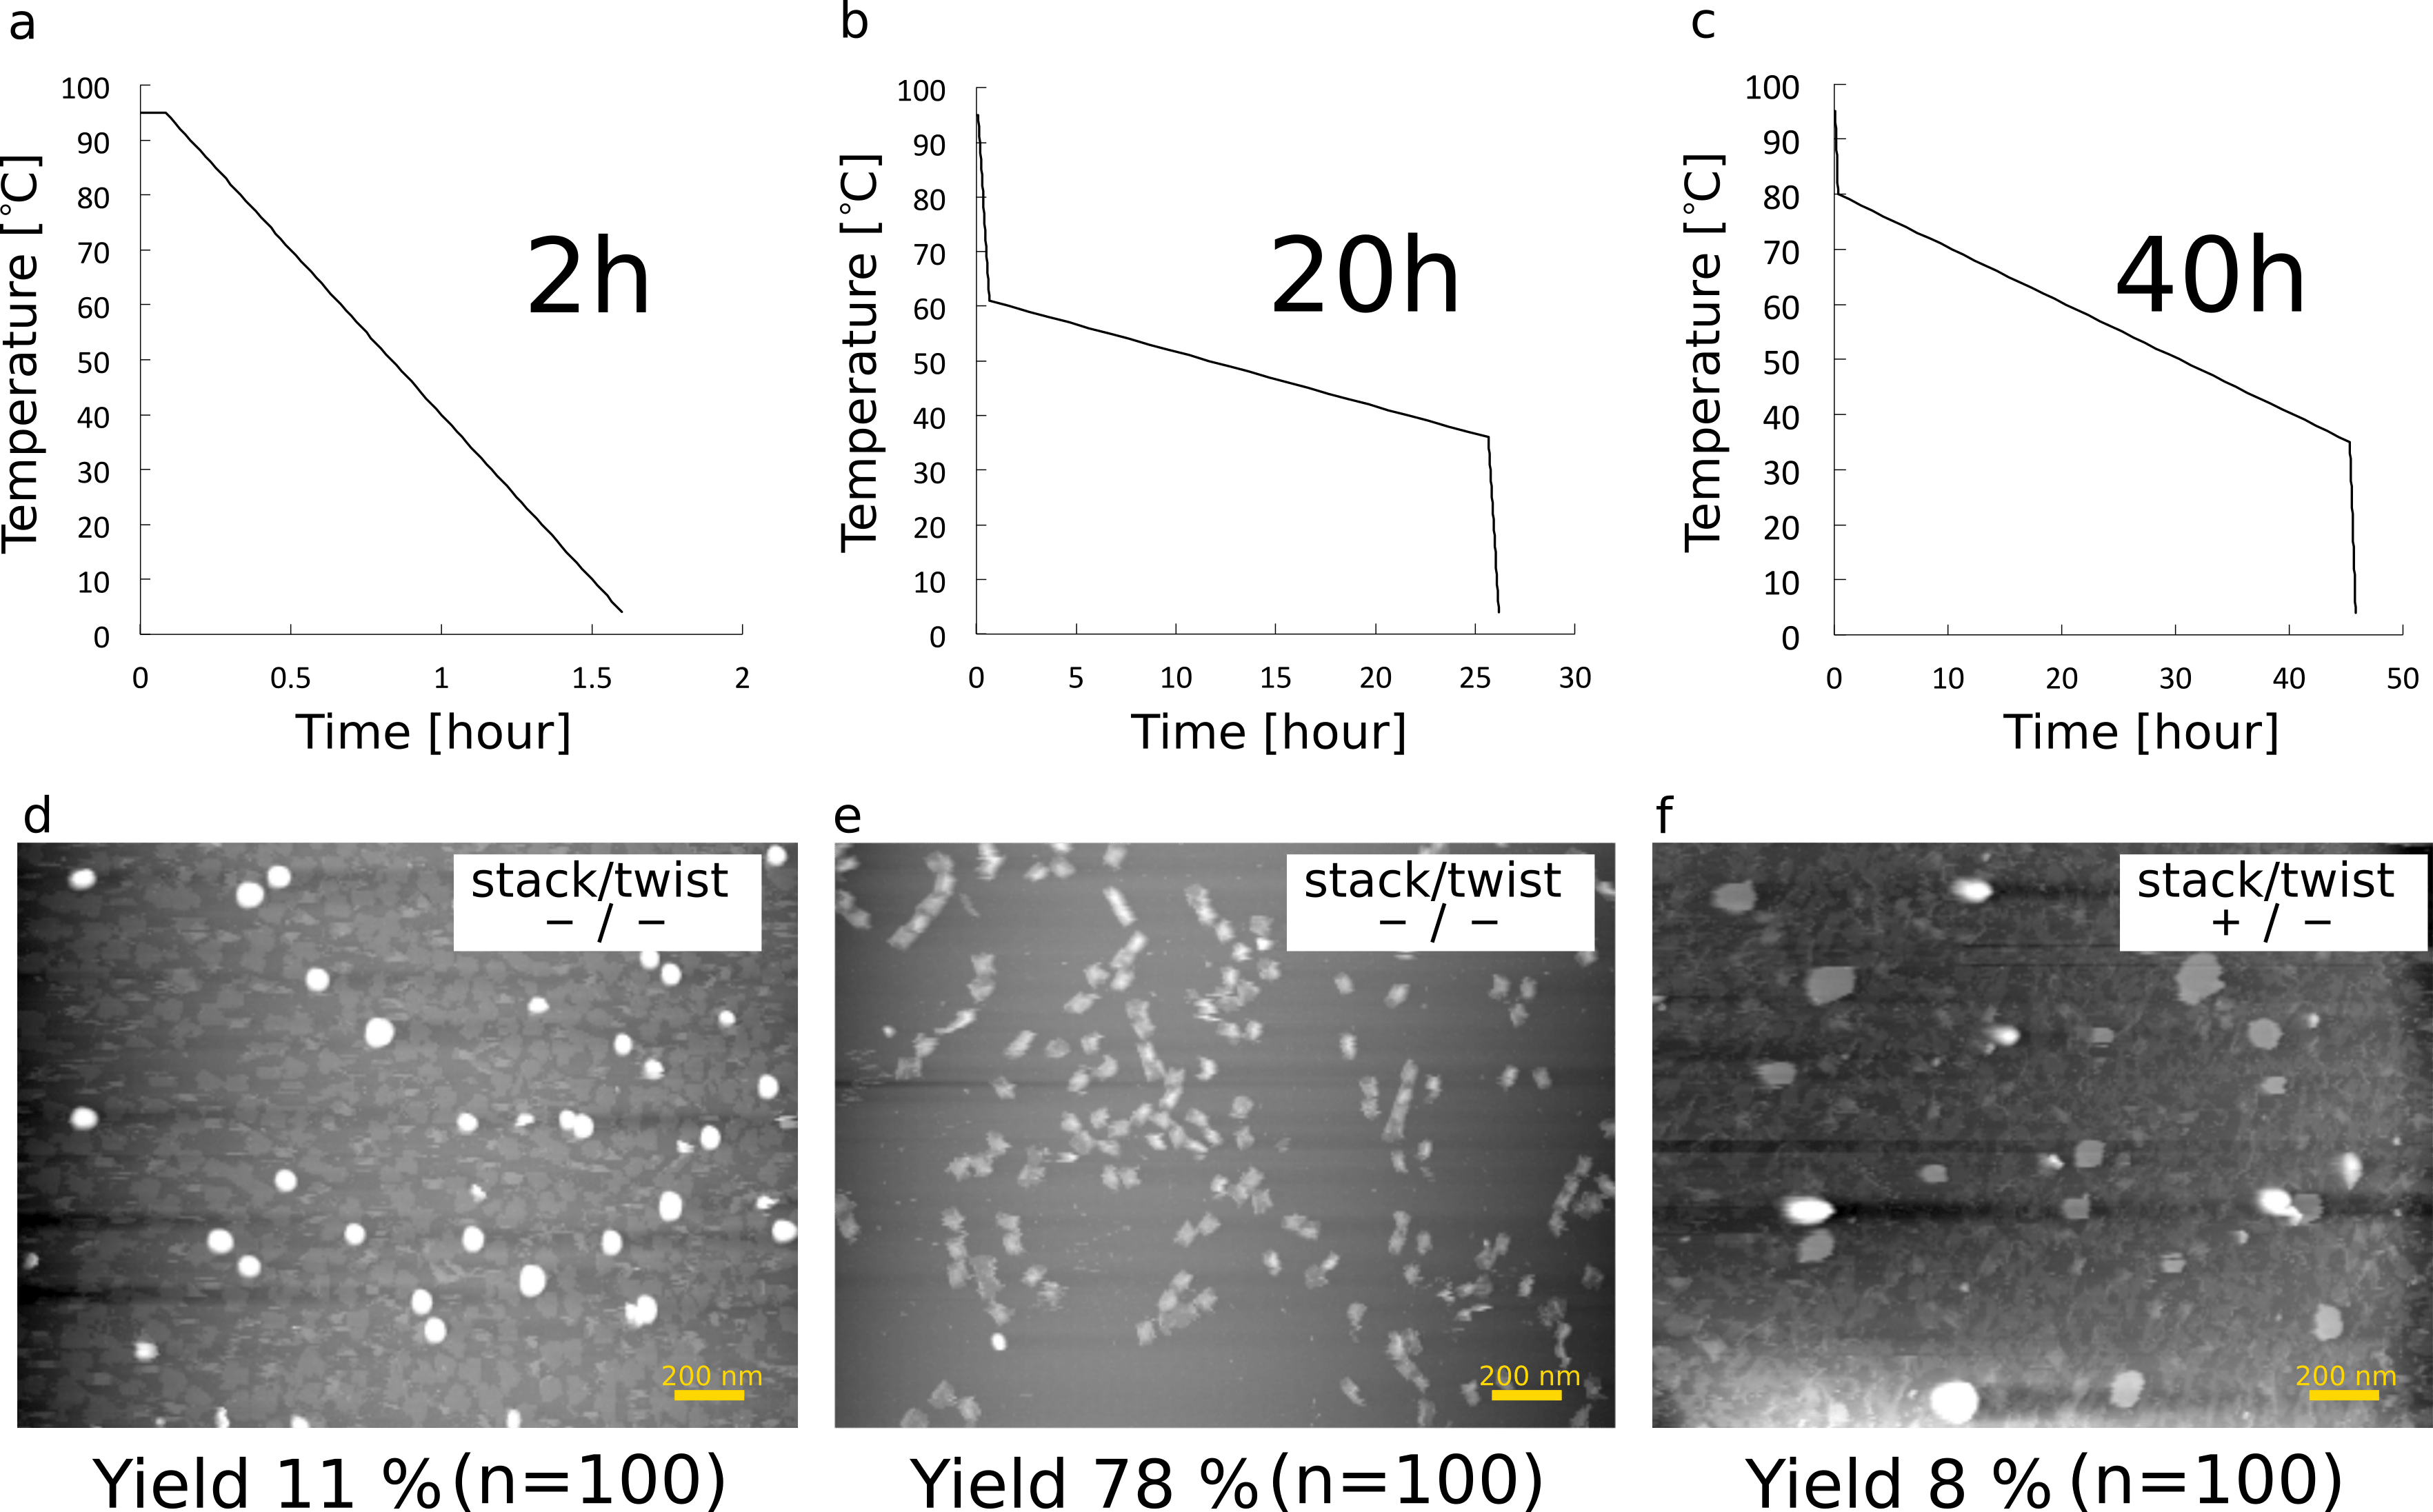 a
b
c
100
90
80
70
60
50
40
30
20
10
0
Temperature [°C]
2h
0
0.5
1
1.5
2
Time [hour]
100
90
80
70
60
50
40
30
20
10
0
Temperature [°C]
20h
0
5
10
15
20
25
30
Time [hour]
100
90
80
70
60
50
40
30
20
10
0
Temperature [°C]
40h
0
10
20
30
40
50
Time [hour]
d
stack/twist
− / −
200 nm
Yield 11 % (n=100)
e
stack/twist
− / −
200 nm
Yield 78 % (n=100)
f
stack/twist
+ / −
200 nm
Yield 8 % (n=100)